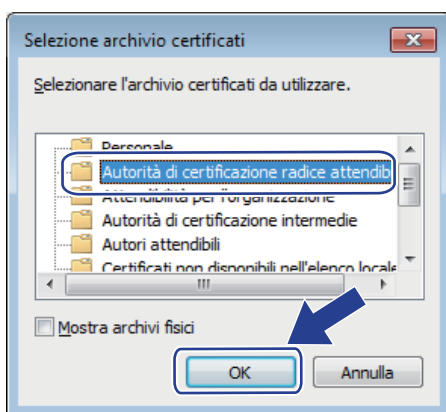 Selezione archivio certificati
Selezionare l'archivio certificati da utilizzare.
Personale
Autorità di certificazione radice attendib
Attendibilità per l'organizzazione
Autorità di certificazione intermedie
Autori attendibili
Certificati non disponibili nell'elenco locale
Mostra archivi fisici
OK
Annulla